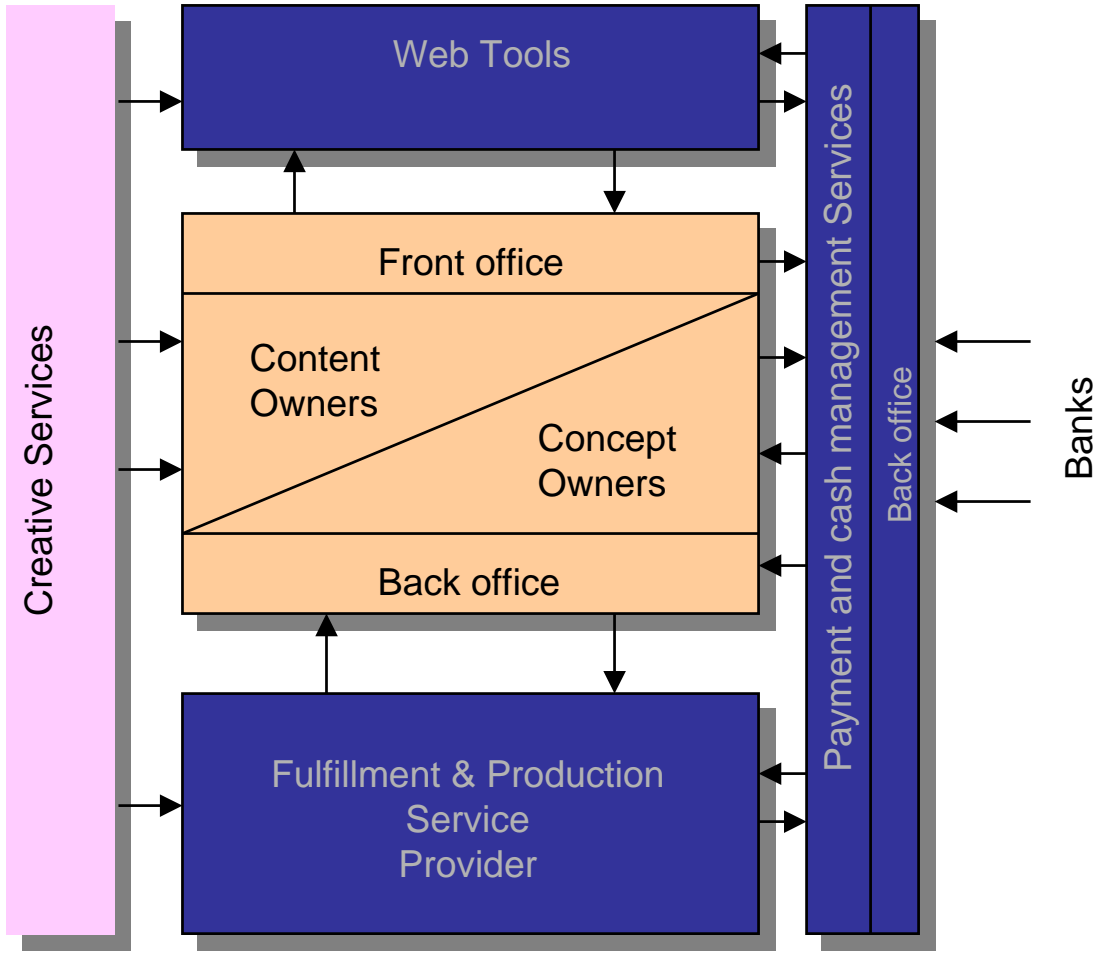 Creative Services
Web Tools
Front office
Content
Owners
Concept
Owners
Back office
Fulfillment & Production
Service
Provider
Payment and cash management Services
Back office
Banks